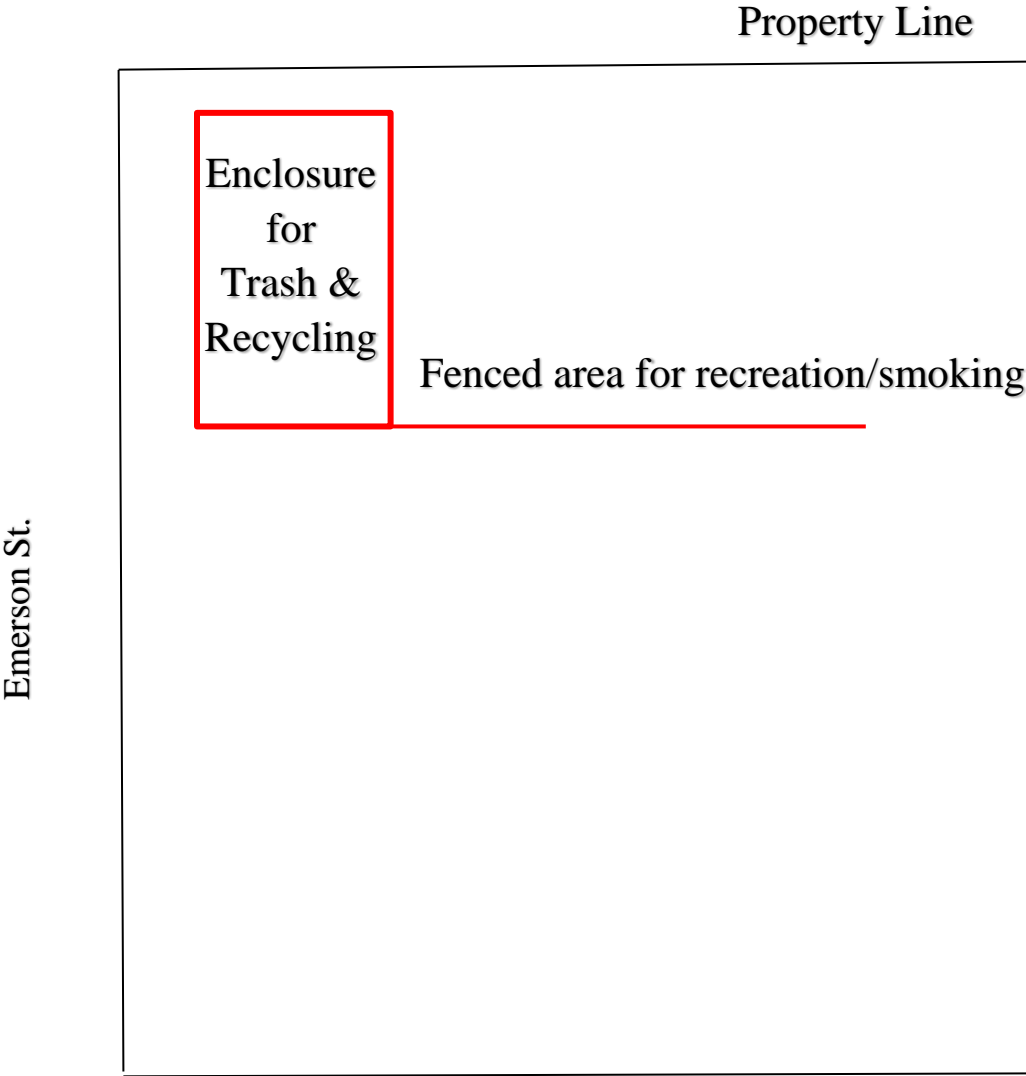 Property Line
Enclosure
for
Trash &
Recycling
Fenced area for recreation/smoking
Emerson St.